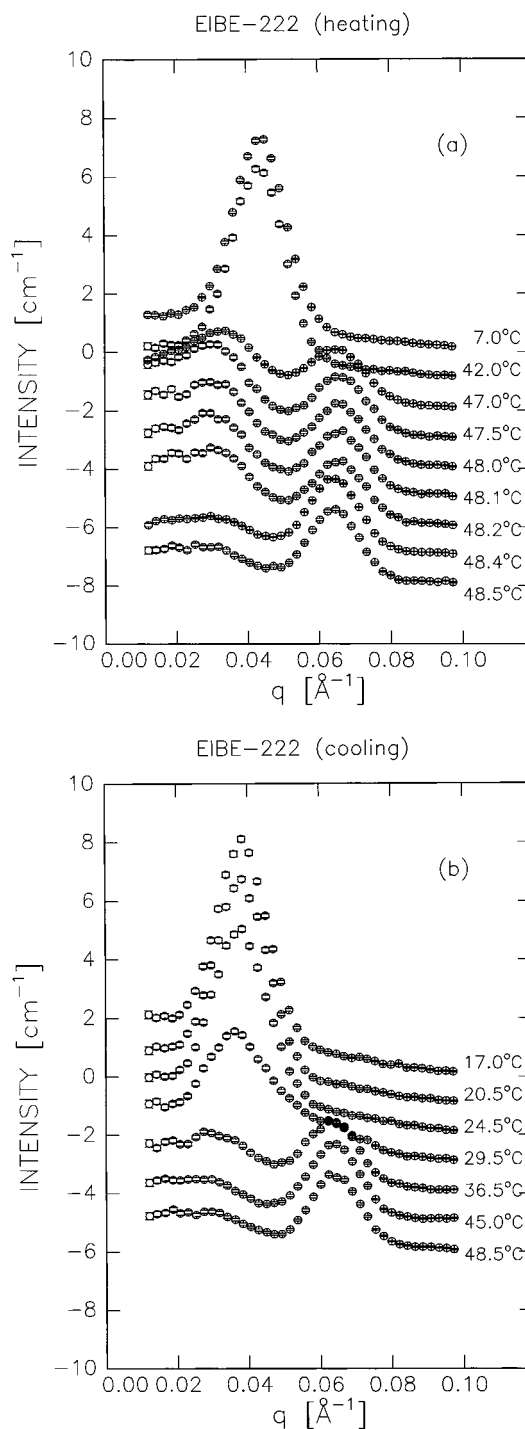 EIBE-222 (heating)
10
8
6
4
2
0
−2
−4
−6
−8
−10
INTENSITY [cm⁻¹]
(a)
7.0°C
42.0°C
47.0°C
47.5°C
48.0°C
48.1°C
48.2°C
48.4°C
48.5°C
0.00 0.02 0.04 0.06 0.08 0.10
q [Å⁻¹]
EIBE-222 (cooling)
10
8
6
4
2
0
−2
−4
−6
−8
−10
INTENSITY [cm⁻¹]
(b)
17.0°C
20.5°C
24.5°C
29.5°C
36.5°C
45.0°C
48.5°C
0.00 0.02 0.04 0.06 0.08 0.10
q [Å⁻¹]